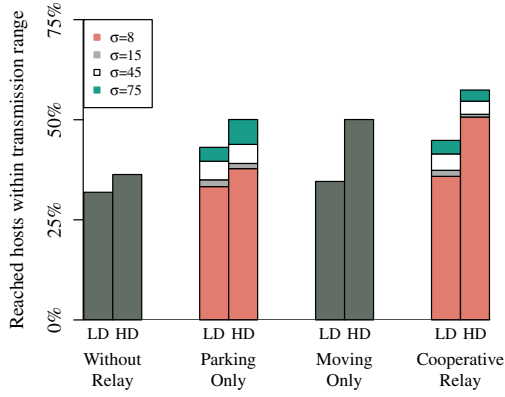 Reached hosts within transmission range
75%
50%
25%
0%
σ=8
σ=15
σ=45
σ=75
LD HD LD HD LD HD LD HD
Without Parking Moving Cooperative
Relay Only Only Relay